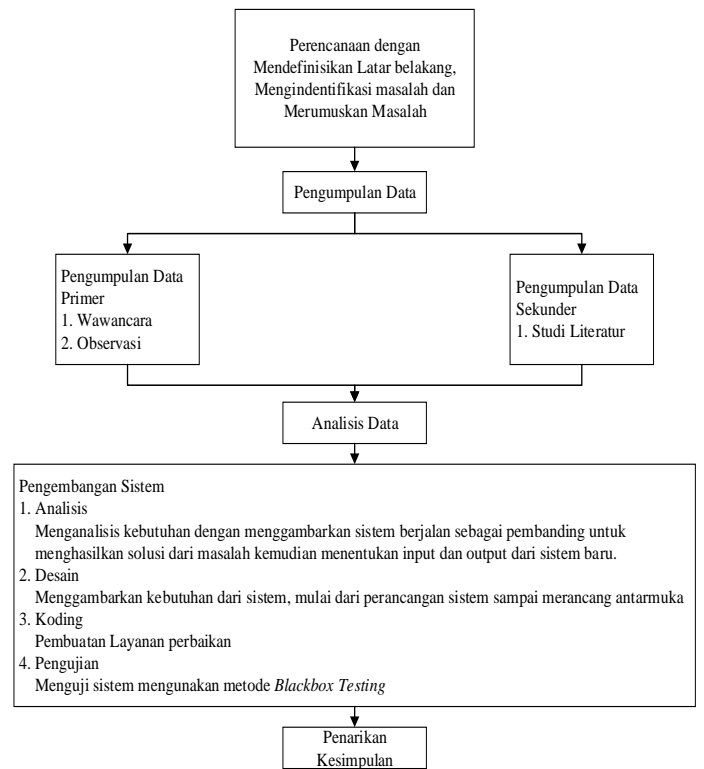 Perencanaan dengan
Mendefinisikan Latar belakang,
Mengindentifikasi masalah dan
Merumuskan Masalah
Pengumpulan Data
Pengumpulan Data
Primer
1. Wawancara
2. Observasi
Pengumpulan Data
Sekunder
1. Studi Literatur
Analisis Data
Pengembangan Sistem
1. Analisis
Menganalisis kebutuhan dengan menggambarkan sistem berjalan sebagai pembanding untuk
menghasilkan solusi dari masalah kemudian menentukan input dan output dari sistem baru.
2. Desain
Menggambarkan kebutuhan dari sistem, mulai dari perancangan sistem sampai merancang antarmuka
3. Koding
Pembuatan Layanan perbaikan
4. Pengujian
Menguji sistem mengunakan metode Blackbox Testing
Penarikan
Kesimpulan